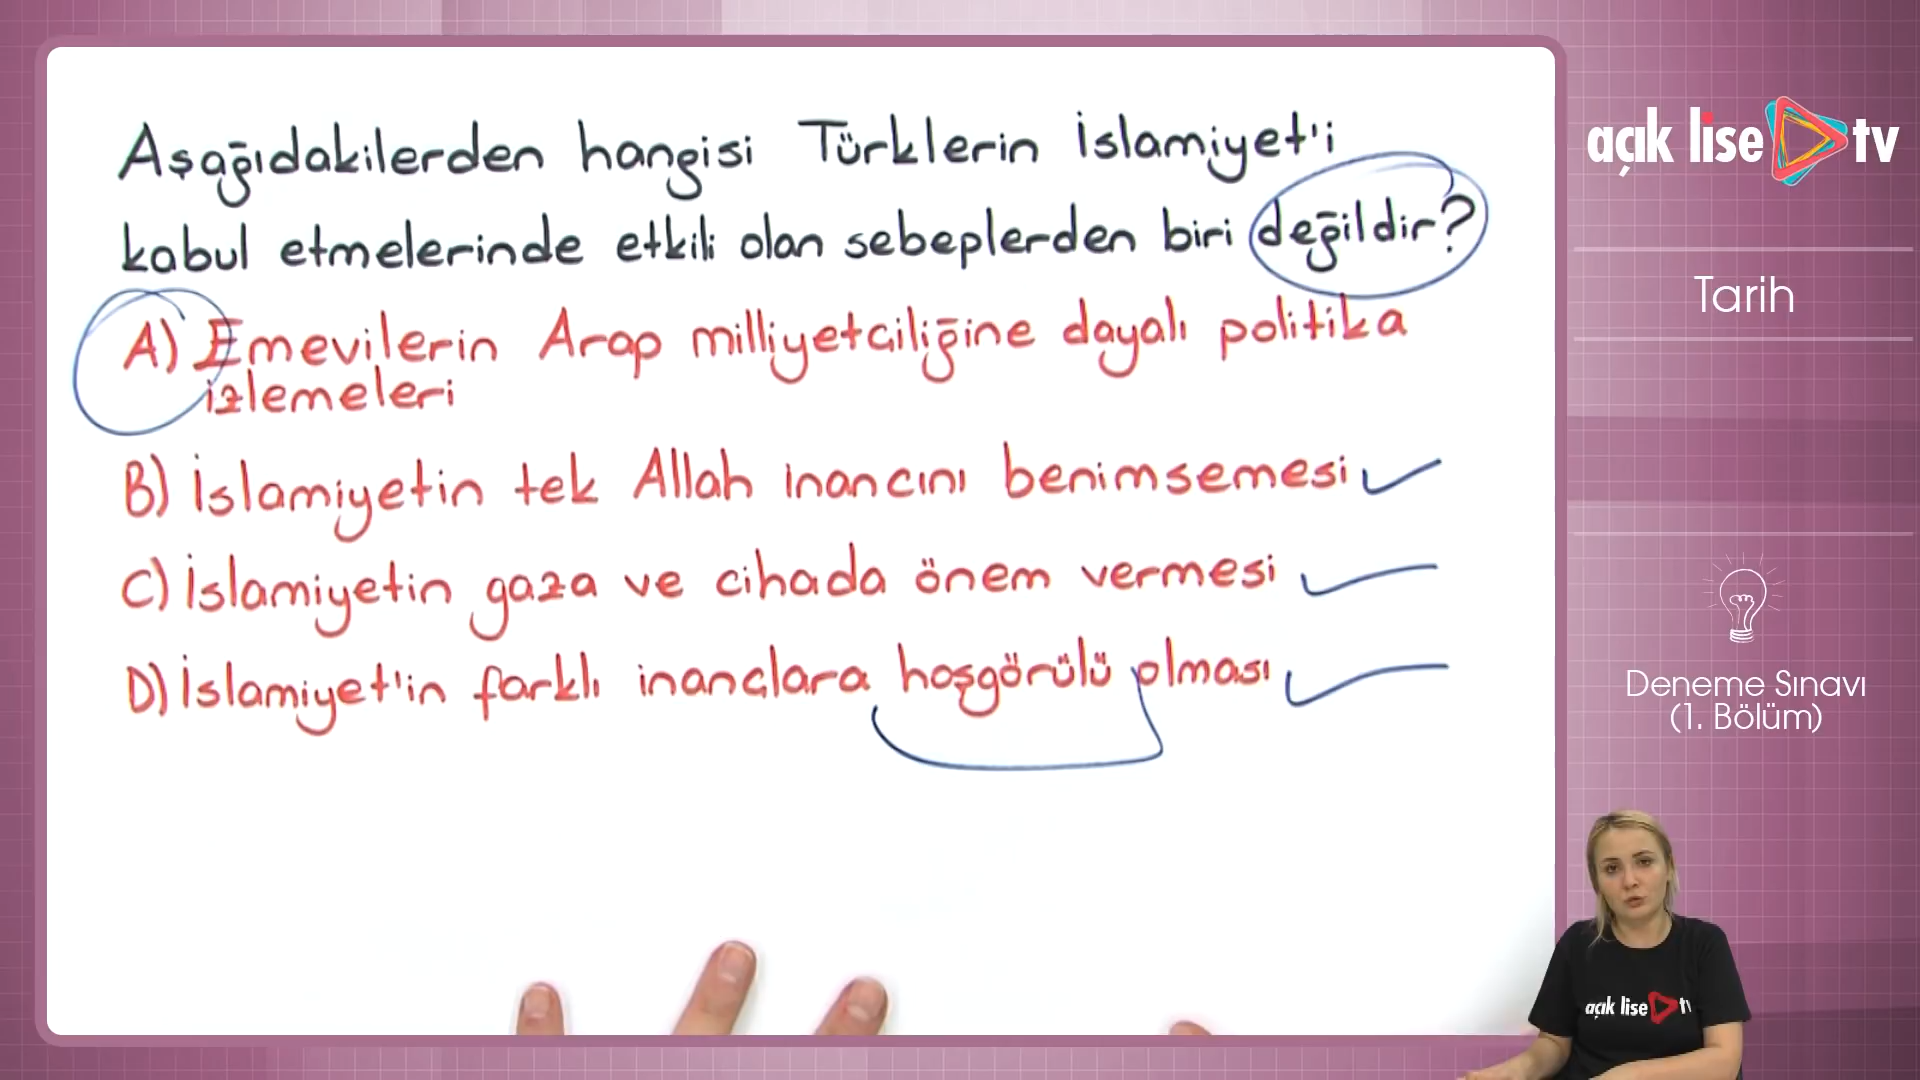 Aşağıdakilerden hangisi Türklerin İslamiyet'i
kabul etmelerinde etkili olan sebeplerden biri değildir?
A) Emevilerin Arap milliyetciliğine dayalı politika
izlemeleri
B) İslamiyetin tek Allah inancını benimsemesi
C) İslamiyetin gaza ve cihada önem vermesi
D) İslamiyet'in farklı inançlara hoşgörülü olması
açık lise tv
Tarih
Deneme Sınavı
(1. Bölüm)
açık lise tv